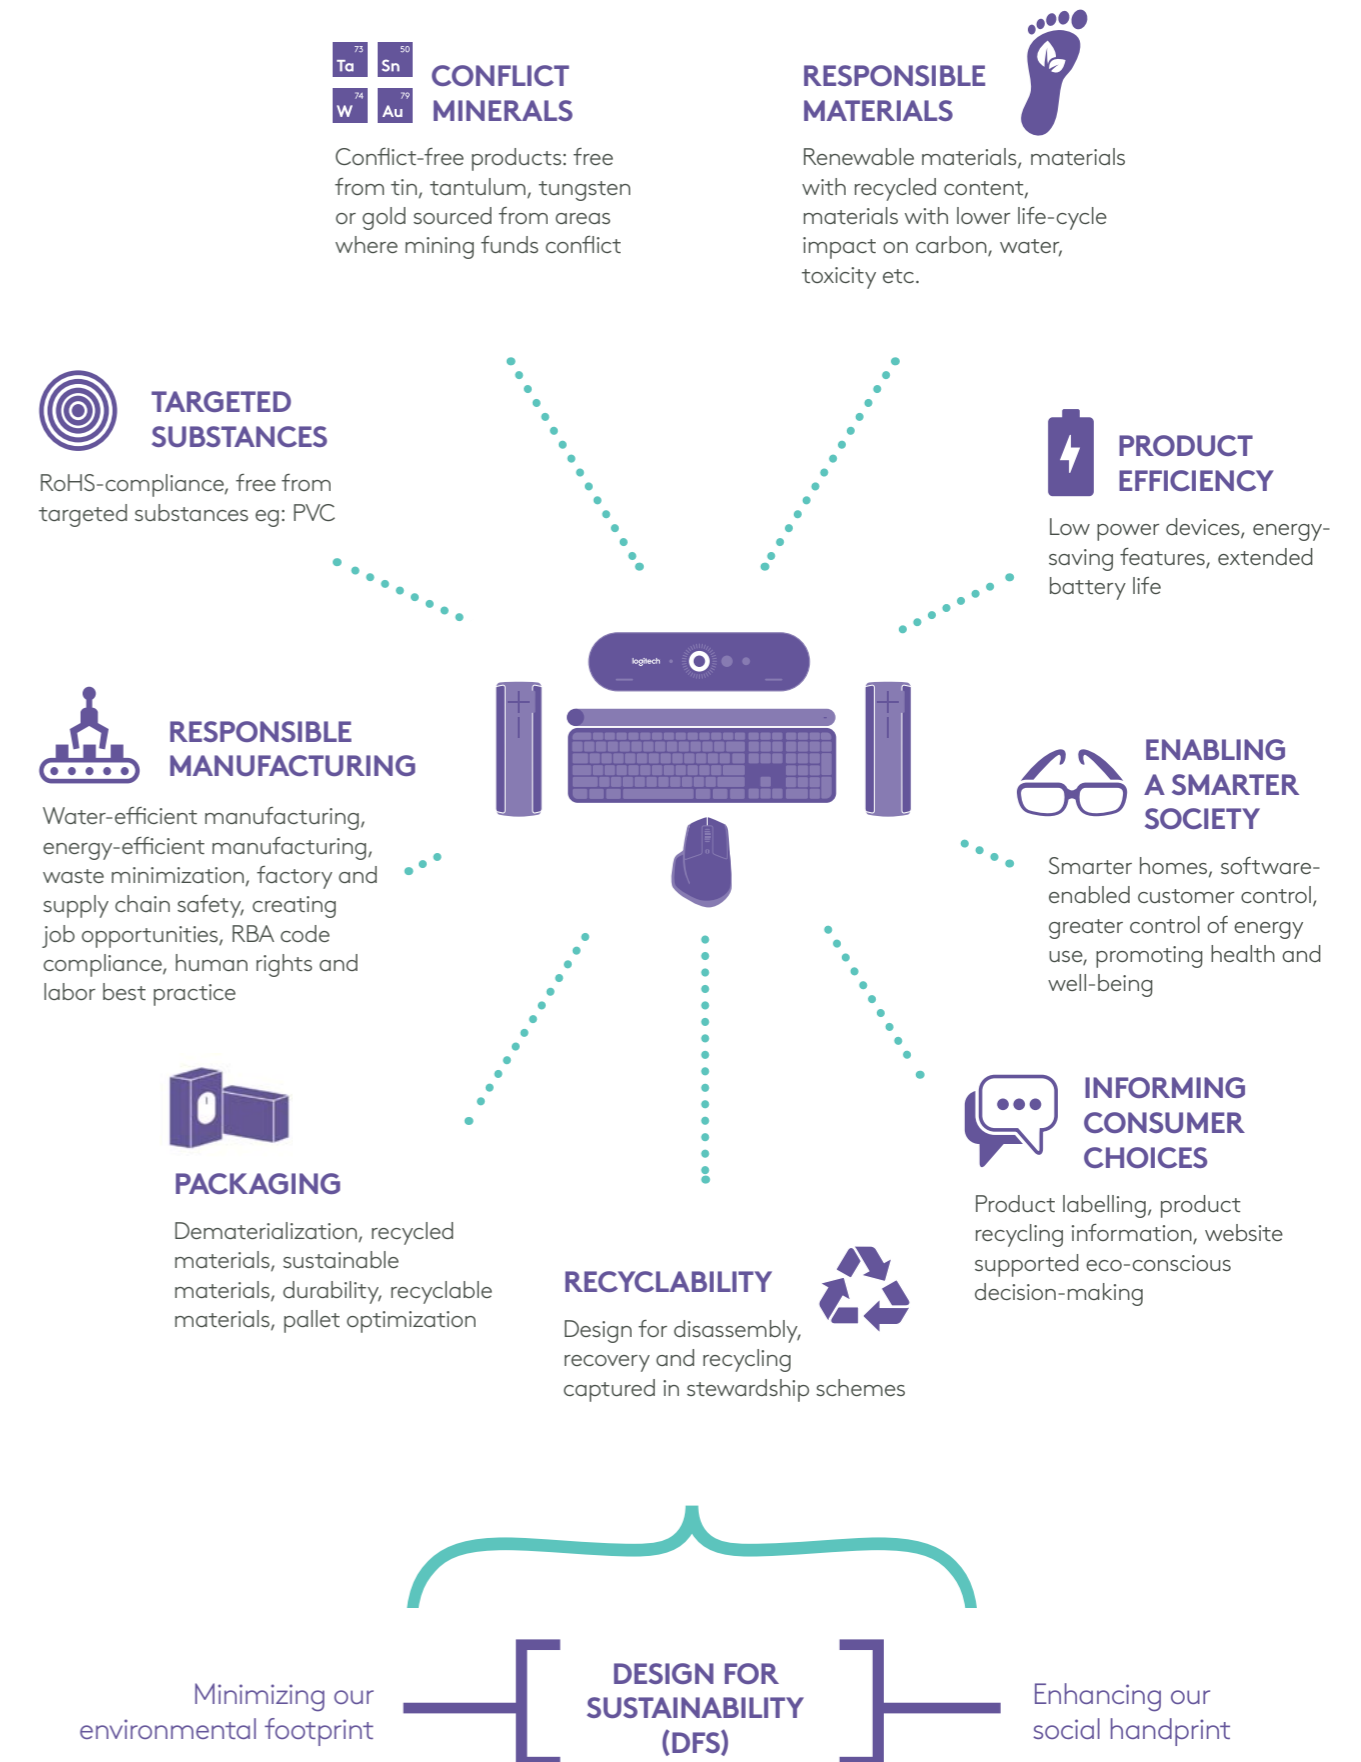 73
Ta
50
Sn
74
W
79
Au
CONFLICT
MINERALS
Conflict-free products: free
from tin, tantulum, tungsten
or gold sourced from areas
where mining funds conflict
RESPONSIBLE
MATERIALS
Renewable materials, materials
with recycled content,
materials with lower life-cycle
impact on carbon, water,
toxicity etc.
TARGETED
SUBSTANCES
RoHS-compliance, free from
targeted substances eg: PVC
PRODUCT
EFFICIENCY
Low power devices, energy-
saving features, extended
battery life
logitech
RESPONSIBLE
MANUFACTURING
Water-efficient manufacturing,
energy-efficient manufacturing,
waste minimization, factory and
supply chain safety, creating
job opportunities, RBA code
compliance, human rights and
labor best practice
ENABLING
A SMARTER
SOCIETY
Smarter homes, software-
enabled customer control,
greater control of energy
use, promoting health and
well-being
PACKAGING
Dematerialization, recycled
materials, sustainable
materials, durability, recyclable
materials, pallet optimization
RECYCLABILITY
Design for disassembly,
recovery and recycling
captured in stewardship schemes
INFORMING
CONSUMER
CHOICES
Product labelling, product
recycling information, website
supported eco-conscious
decision-making
Minimizing our
environmental footprint
DESIGN FOR
SUSTAINABILITY
(DFS)
Enhancing our
social handprint